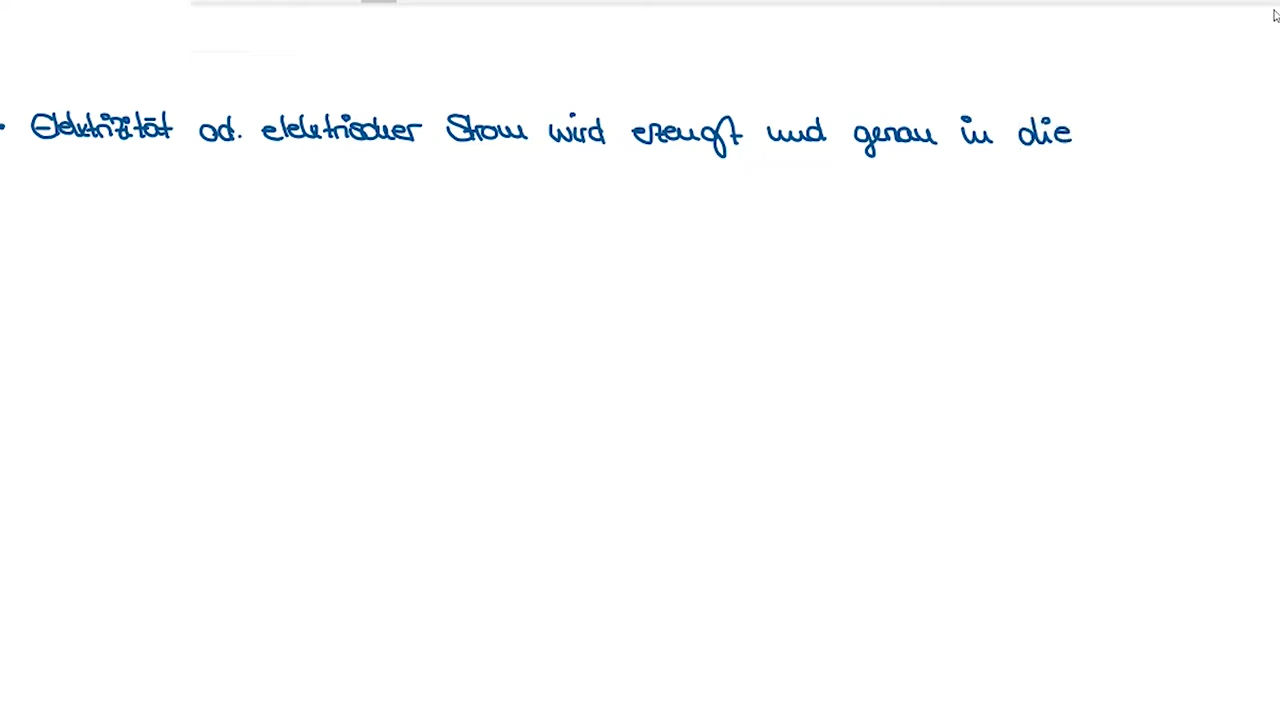 • Elektrizität od. elektrischer Strom wird erzeugt und genau in die